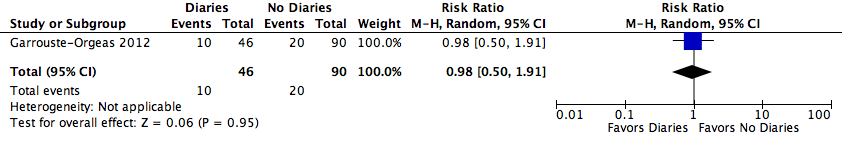 Diaries No Diaries Risk Ratio Risk Ratio
Study or Subgroup Events Total Events Total Weight M-H, Random, 95% CI M-H, Random, 95% CI
Garrouste-Orgeas 2012 10 46 20 90 100.0% 0.98 [0.50, 1.91]
Total (95% CI) 46 90 100.0% 0.98 [0.50, 1.91]
Total events 10 20
Heterogeneity: Not applicable
Test for overall effect: Z = 0.06 (P = 0.95)
0.01 0.1 1 10 100
Favors Diaries Favors No Diaries